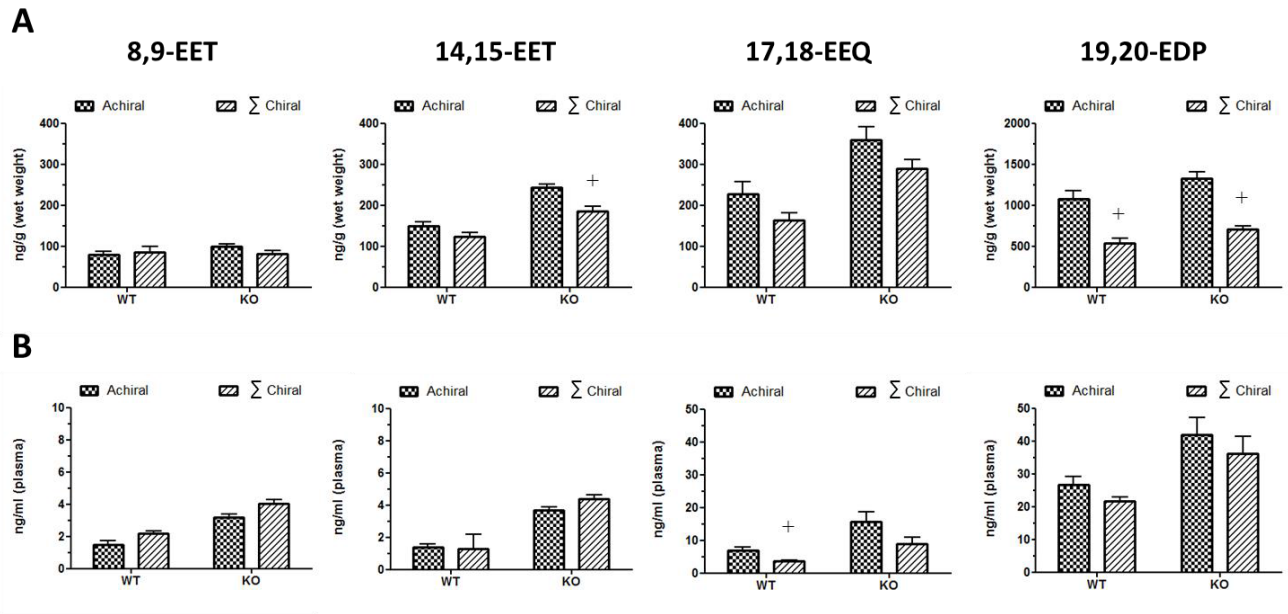 A
8,9-EET 14,15-EET 17,18-EEQ 19,20-EDP
Achiral ∑ Chiral Achiral ∑ Chiral Achiral ∑ Chiral Achiral ∑ Chiral
ng/g (wet weight)
400
300
200
100
0
WT KO
ng/g (wet weight)
400
300
200
100
0
+
WT KO
ng/g (wet weight)
400
300
200
100
0
WT KO
ng/g (wet weight)
2000
1500
1000
500
0
+ +
WT KO
B
Achiral ∑ Chiral Achiral ∑ Chiral Achiral ∑ Chiral Achiral ∑ Chiral
ng/ml (plasma)
10
8
6
4
2
0
WT KO
ng/ml (plasma)
10
8
6
4
2
0
WT KO
ng/ml (plasma)
50
40
30
20
10
0
+
WT KO
ng/ml (plasma)
50
40
30
20
10
0
WT KO